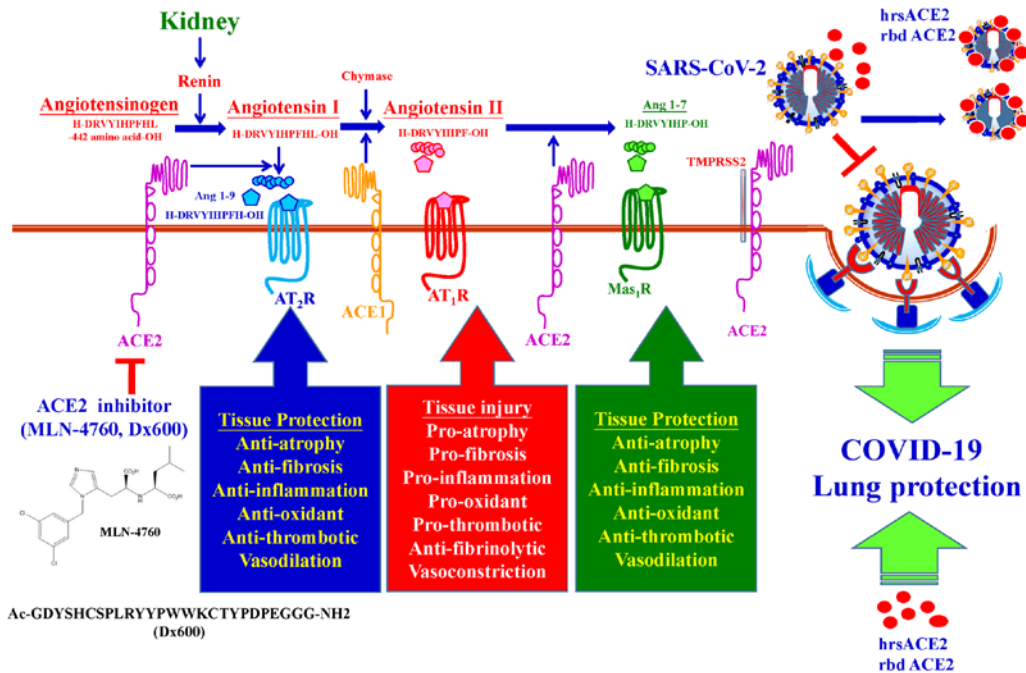 Kidney
Renin
Angiotensinogen
H-DRVYIHPFHL
-442 amino acid-OH
Angiotensin I
H-DRVYIHPFHL-OH
Chymase
Angiotensin II
H-DRVYIHPF-OH
Ang 1-7
H-DRVYIHP-OH
Ang 1-9
H-DRVYIHPFH-OH
TMPRSS2
SARS-CoV-2
hrsACE2
rbd ACE2
ACE2
AT2R
ACE1
AT1R
ACE2
Mas1R
ACE2
ACE2 inhibitor
(MLN-4760, Dx600)
N
N
CO2H
N
H
CO2H
Cl
Cl
MLN-4760
Ac-GDYSHCSPLRYYPWWKCTYPDPEGGG-NH2
(Dx600)
Tissue Protection
Anti-atrophy
Anti-fibrosis
Anti-inflammation
Anti-oxidant
Anti-thrombotic
Vasodilation
Tissue injury
Pro-atrophy
Pro-fibrosis
Pro-inflammation
Pro-oxidant
Pro-thrombotic
Anti-fibrinolytic
Vasoconstriction
Tissue Protection
Anti-atrophy
Anti-fibrosis
Anti-inflammation
Anti-oxidant
Anti-thrombotic
Vasodilation
COVID-19
Lung protection
hrsACE2
rbd ACE2